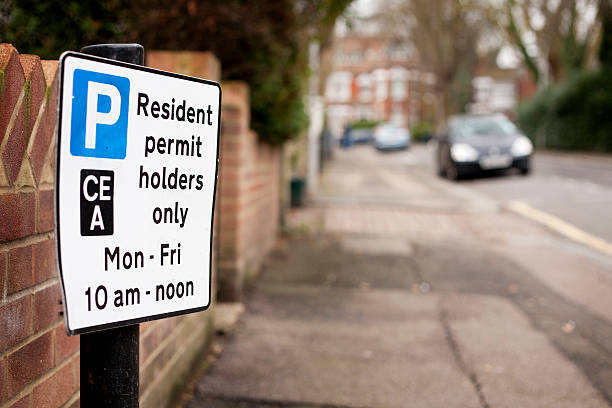 P
Resident
permit
holders
only
CE
A
Mon - Fri
10 am - noon